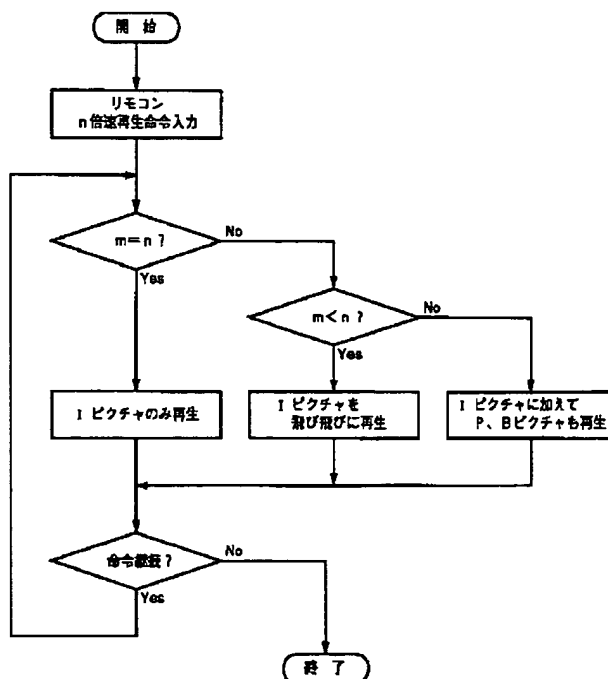 開 始
リモコン
n倍速再生命令入力
m=n ?
No
Yes
m<n ?
No
Yes
I ピクチャのみ再生
I ピクチャを
飛び飛びに再生
I ピクチャに加えて
P、Bピクチャも再生
命令継続?
No
Yes
終 了